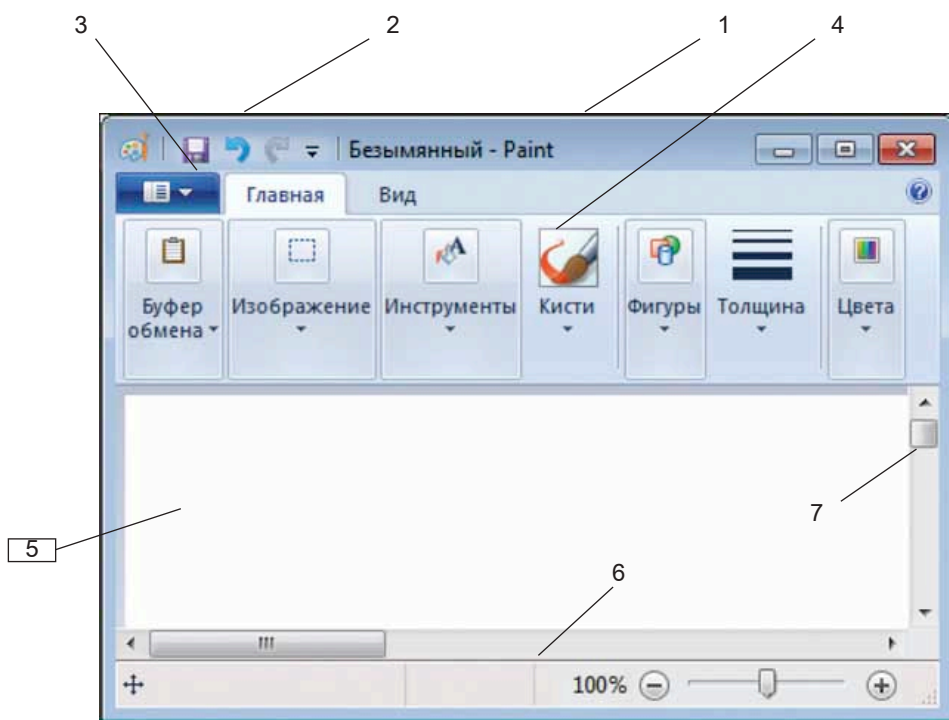 3 2 1 4
Безымянный - Paint
Главная Вид
Буфер обмена Изображение Инструменты Кисти Фигуры Толщина Цвета
7
5
6
100%